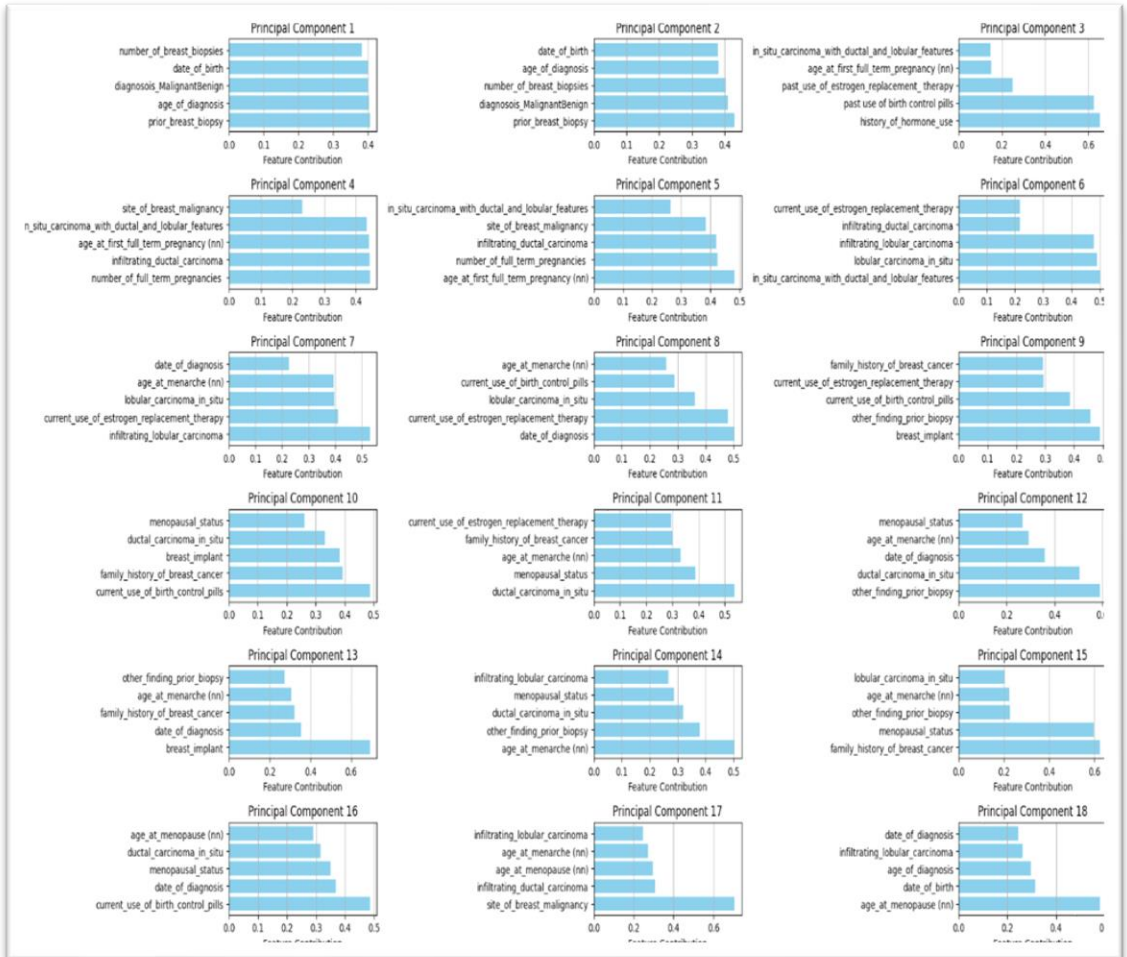 Principal Component 1
number_of_breast_biopsies
date_of_birth
diagnosois_MalignantBenign
age_of_diagnosis
prior_breast_biopsy
0.0 0.1 0.2 0.3 0.4
Feature Contribution
Principal Component 2
date_of_birth
age_of_diagnosis
number_of_breast_biopsies
diagnosois_MalignantBenign
prior_breast_biopsy
0.0 0.1 0.2 0.3 0.4
Feature Contribution
Principal Component 3
in_situ_carcinoma_with_ductal_and_lobular_features
age_at_first_full_term_pregnancy (nn)
past_use_of_estrogen_replacement_ therapy
past use of birth control pills
history_of_hormone_use
0.0 0.2 0.4 0.6
Feature Contribution
Principal Component 4
site_of_breast_malignancy
n_situ_carcinoma_with_ductal_and_lobular_features
age_at_first_full_term_pregnancy (nn)
infiltrating_ductal_carcinoma
number_of_full_term_pregnancies
0.0 0.1 0.2 0.3 0.4
Feature Contribution
Principal Component 5
in_situ_carcinoma_with_ductal_and_lobular_features
site_of_breast_malignancy
infiltrating_ductal_carcinoma
number_of_full_term_pregnancies
age_at_first_full_term_pregnancy (nn)
0.0 0.1 0.2 0.3 0.4 0.5
Feature Contribution
Principal Component 6
current_use_of_estrogen_replacement_therapy
infiltrating_ductal_carcinoma
infiltrating_lobular_carcinoma
lobular_carcinoma_in_situ
in_situ_carcinoma_with_ductal_and_lobular_features
0.0 0.1 0.2 0.3 0.4 0.5
Feature Contribution
Principal Component 7
date_of_diagnosis
age_at_menarche (nn)
lobular_carcinoma_in_situ
current_use_of_estrogen_replacement_therapy
infiltrating_lobular_carcinoma
0.0 0.1 0.2 0.3 0.4 0.5
Feature Contribution
Principal Component 8
age_at_menarche (nn)
current_use_of_birth_control_pills
lobular_carcinoma_in_situ
current_use_of_estrogen_replacement_therapy
date_of_diagnosis
0.0 0.1 0.2 0.3 0.4 0.5
Feature Contribution
Principal Component 9
family_history_of_breast_cancer
current_use_of_estrogen_replacement_therapy
current_use_of_birth_control_pills
other_finding_prior_biopsy
breast_implant
0.0 0.1 0.2 0.3 0.4 0.
Feature Contribution
Principal Component 10
menopausal_status
ductal_carcinoma_in_situ
breast_implant
family_history_of_breast_cancer
current_use_of_birth_control_pills
0.0 0.1 0.2 0.3 0.4 0.5
Feature Contribution
Principal Component 11
current_use_of_estrogen_replacement_therapy
family_history_of_breast_cancer
age_at_menarche (nn)
menopausal_status
ductal_carcinoma_in_situ
0.0 0.1 0.2 0.3 0.4 0.5
Feature Contribution
Principal Component 12
menopausal_status
age_at_menarche (nn)
date_of_diagnosis
ductal_carcinoma_in_situ
other_finding_prior_biopsy
0.2 0.4 0.
Feature Contribution
Principal Component 13
other_finding_prior_biopsy
age_at_menarche (nn)
family_history_of_breast_cancer
date_of_diagnosis
breast_implant
0.0 0.2 0.4 0.6
Feature Contribution
Principal Component 14
infiltrating_lobular_carcinoma
menopausal_status
ductal_carcinoma_in_situ
other_finding_prior_biopsy
age_at_menarche (nn)
0.0 0.1 0.2 0.3 0.4 0.5
Feature Contribution
Principal Component 15
lobular_carcinoma_in_situ
age_at_menarche (nn)
other_finding_prior_biopsy
menopausal_status
family_history_of_breast_cancer
0.0 0.2 0.4 0.6
Feature Contribution
Principal Component 16
age_at_menopause (nn)
ductal_carcinoma_in_situ
menopausal_status
date_of_diagnosis
current_use_of_birth_control_pills
0.0 0.1 0.2 0.3 0.4 0.5
Feature Contribution
Principal Component 17
infiltrating_lobular_carcinoma
age_at_menarche (nn)
age_at_menopause (nn)
infiltrating_ductal_carcinoma
site_of_breast_malignancy
0.0 0.2 0.4 0.6
Feature Contribution
Principal Component 18
date_of_diagnosis
infiltrating_lobular_carcinoma
age_of_diagnosis
date_of_birth
age_at_menopause (nn)
0.0 0.2 0.4 0
Feature Contribution